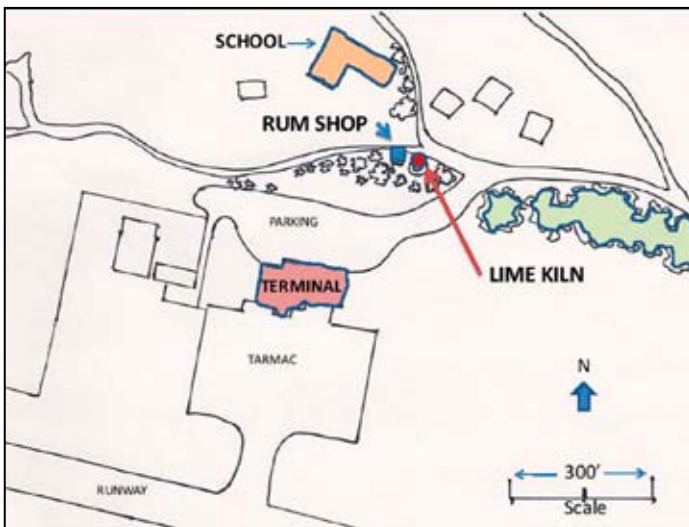 SCHOOL
RUM SHOP
PARKING
LIME KILN
TERMINAL
TARMAC
N
300'
RUNWAY
Scale